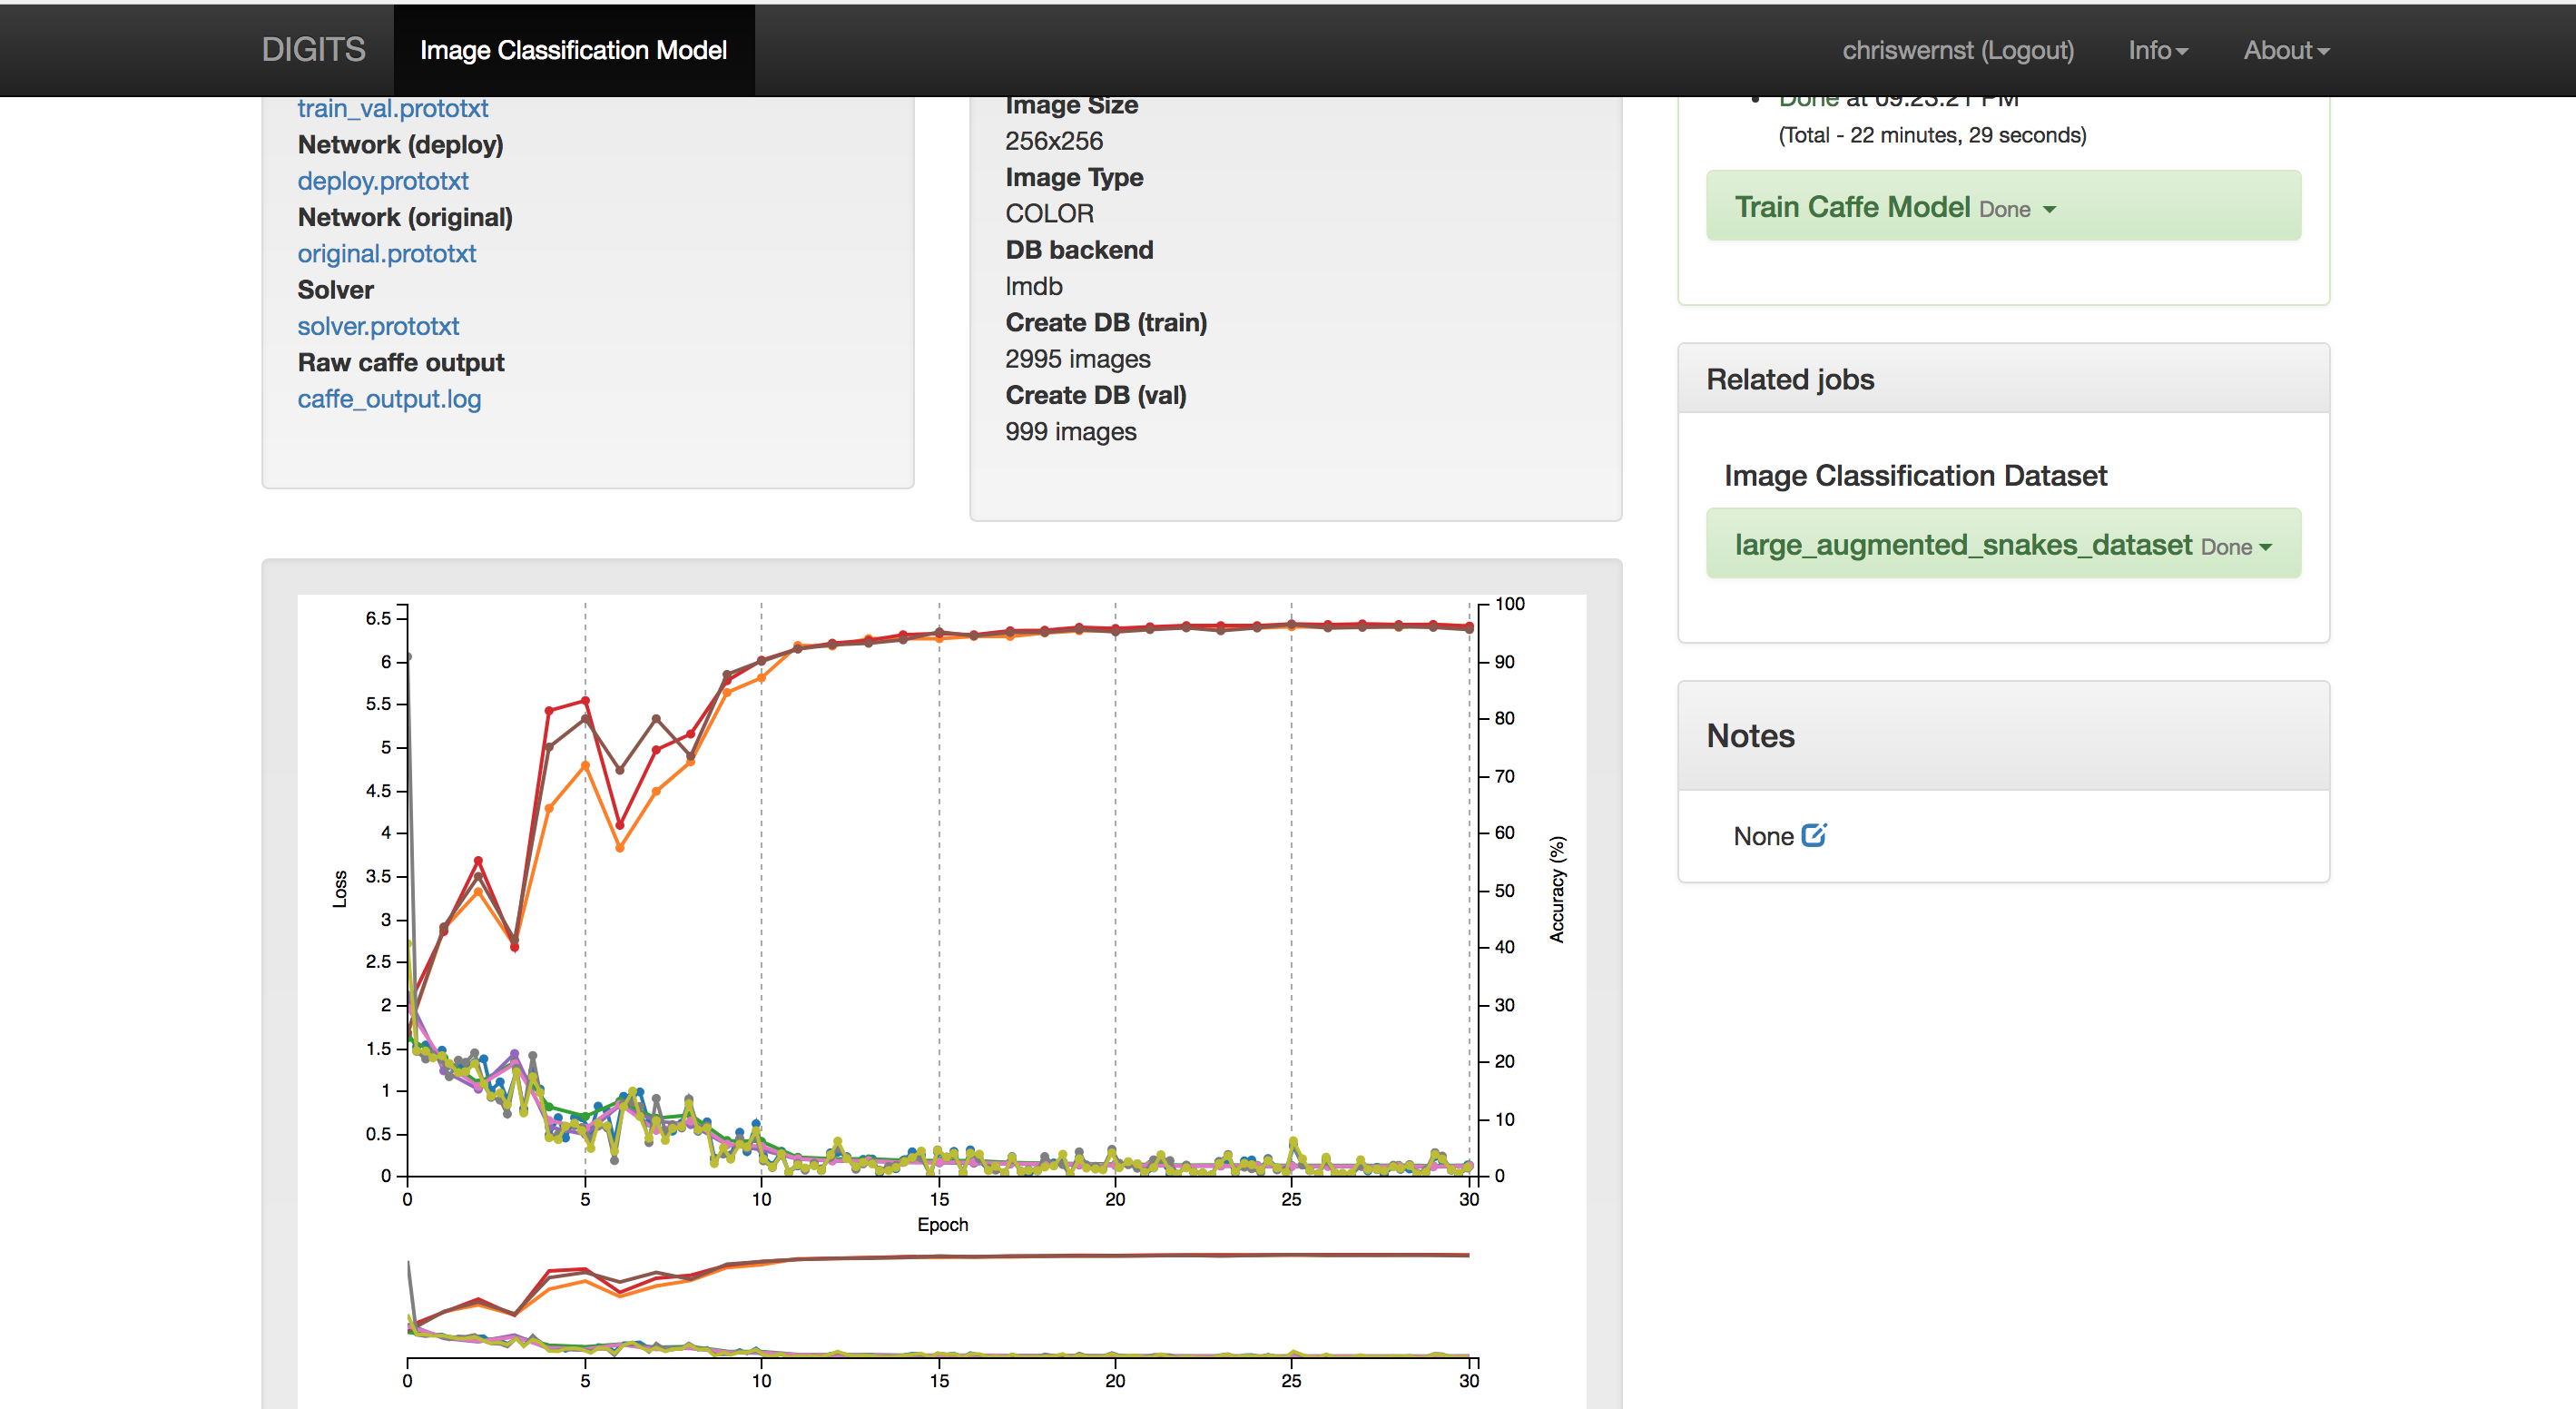 DIGITS Image Classification Model chriswernst (Logout) Info About
train_val.prototxt
Network (deploy)
deploy.prototxt
Network (original)
original.prototxt
Solver
solver.prototxt
Raw caffe output
caffe_output.log
Image Size
256x256
Image Type
COLOR
DB backend
lmdb
Create DB (train)
2995 images
Create DB (val)
999 images
Done at 09:23:21 PM
(Total - 22 minutes, 29 seconds)
Train Caffe Model Done
Related jobs
Image Classification Dataset
large_augmented_snakes_dataset Done
Notes
None
Loss
6.5
6
5.5
5
4.5
4
3.5
3
2.5
2
1.5
1
0.5
0
100
90
80
70
60
50
40
30
20
10
0
Accuracy (%)
0 5 10 15 20 25 30
Epoch
0 5 10 15 20 25 30